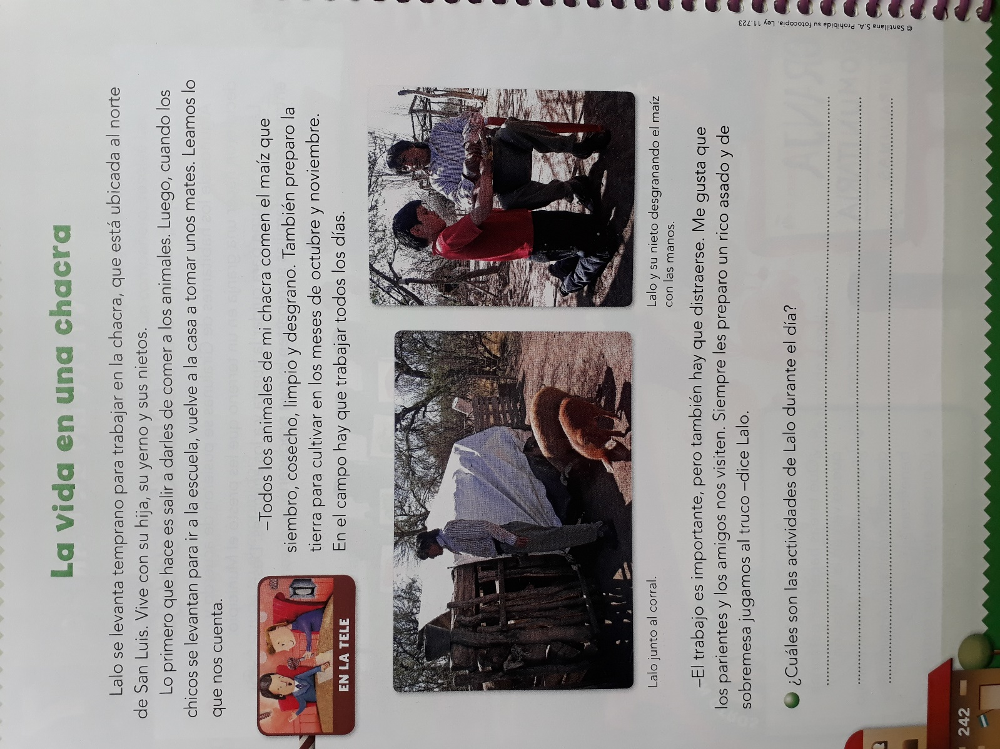 La vida en una chacra
Lalo se levanta temprano para trabajar en la chacra, que está ubicada al norte
de San Luis. Vive con su hija, su yerno y sus nietos.
Lo primero que hace es salir a darles de comer a los animales. Luego, cuando los
chicos se levantan para ir a la escuela, vuelve a la casa a tomar unos mates. Leamos lo
que nos cuenta.
EN LA TELE
–Todos los animales de mi chacra comen el maíz que
siembro, cosecho, limpio y desgrano. También preparo la
tierra para cultivar en los meses de octubre y noviembre.
En el campo hay que trabajar todos los días.
Lalo junto al corral.
Lalo y su nieto desgranando el maíz
con las manos.
–El trabajo es importante, pero también hay que distraerse. Me gusta que
los parientes y los amigos nos visiten. Siempre les preparo un rico asado y de
sobremesa jugamos al truco –dice Lalo.
¿Cuáles son las actividades de Lalo durante el día?
242
© Santillana S.A. Prohibida su fotocopia. Ley 11.723